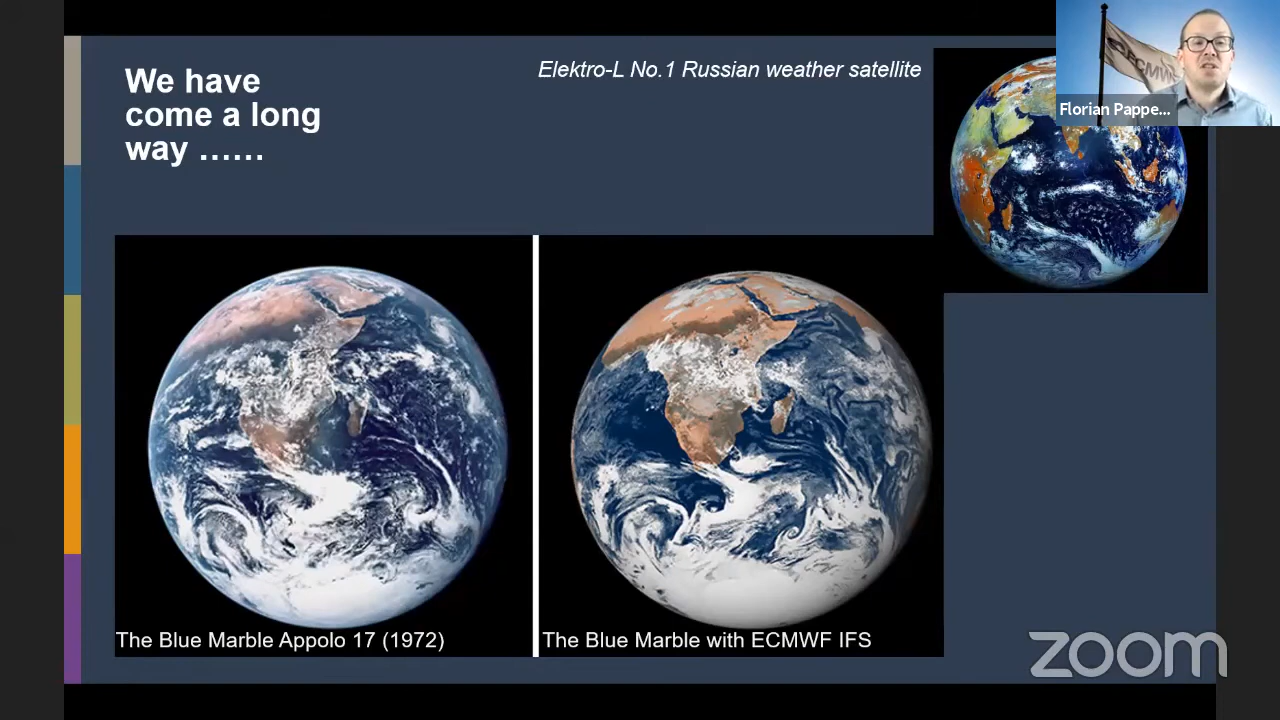 We have
come a long
way ......
Elektro-L No.1 Russian weather satellite
ECMWF
Florian Pappe...
The Blue Marble Appolo 17 (1972)
The Blue Marble with ECMWF IFS
zoom